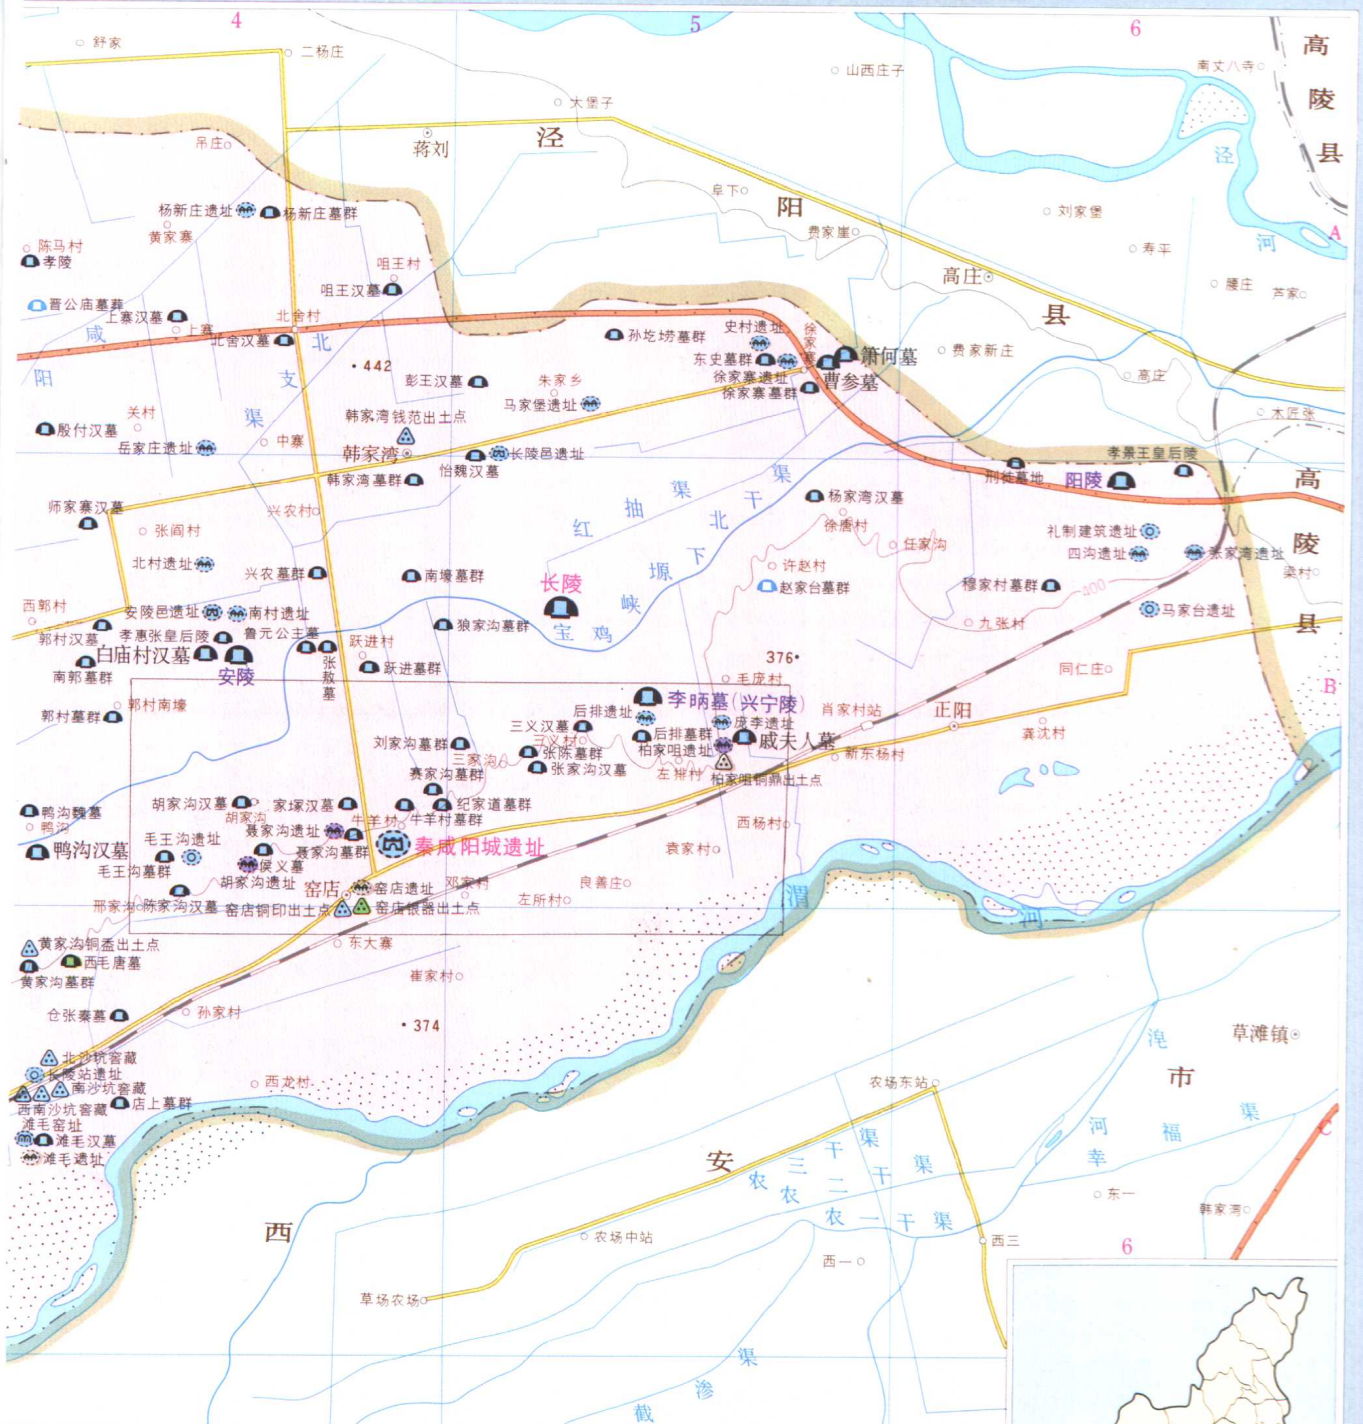 4
5
6
舒家
二杨庄
山西庄子
南丈八寺
高陵县
大堡子
泾
蒋刘
吊庄
泾
阜下
阳
刘家堡
杨新庄遗址
杨新庄墓群
黄家寨
费家崖
寿平
河
A
陈马村
孝陵
咀王村
咀王汉墓
高庄
腰庄
芦家
晋公庙墓葬
上寨汉墓
上寨
北舍村
北舍汉墓
县
咸
阳
北
支
渠
442
孙圪塄墓群
史村遗址
徐家寨
东史墓群
徐家寨遗址
徐家寨墓群
萧何墓
曹参墓
费家新庄
高庄
彭王汉墓
朱家乡
马家堡遗址
关村
殷付汉墓
岳家庄遗址
中寨
韩家湾钱范出土点
韩家湾
长陵邑遗址
怡魏汉墓
韩家湾墓群
木匠张
孝景王皇后陵
刑徒墓地
阳陵
高
陵
县
师家寨汉墓
张阎村
兴农村
红抽渠
杨家湾汉墓
徐唐村
任家沟
礼制建筑遗址
四沟遗址
张家湾遗址
梁村
北村遗址
兴农墓群
南壕墓群
长陵
宝鸡峡塬下北干渠
许赵村
赵家台墓群
穆家村墓群
400
马家台遗址
九张村
西郭村
安陵邑遗址
南村遗址
郭村汉墓
孝惠张皇后陵
鲁元公主墓
狼家沟墓群
白庙村汉墓
安陵
张敖墓
跃进村
跃进墓群
南郭墓群
376
毛庞村
同仁庄
B
郭村南壕
郭村墓群
李昞墓(兴宁陵)
后排遗址
庞李遗址
三义汉墓
三义村
后排墓群
柏家咀遗址
戚夫人墓
肖家村站
正阳
龚沈村
刘家沟墓群
三家沟
张陈墓群
张家沟汉墓
左排村
柏家咀铜鼎出土点
新东杨村
赛家沟墓群
鸭沟魏墓
鸭沟
胡家沟汉墓
胡家沟
家塚汉墓
纪家道墓群
牛羊村
牛羊村墓群
西杨村
鸭沟汉墓
毛王沟遗址
毛王沟墓群
聂家沟遗址
聂家沟墓群
秦咸阳城遗址
袁家村
侯义墓
胡家沟遗址
窑店
窑店遗址
邓家村
良善庄
左所村
邢家沟
陈家沟汉墓
窑店铜印出土点
窑店银器出土点
渭
河
黄家沟铜盉出土点
西毛唐墓
黄家沟墓群
东大寨
崔家村
仓张秦墓
孙家村
374
北沙坑窖藏
长陵站遗址
南沙坑窖藏
西南沙坑窖藏
店上墓群
滩毛窑址
滩毛汉墓
滩毛遗址
西龙村
农场东站
草滩镇
市
漕
河
幸
福
渠
C
安
农三干渠
农二干渠
农一干渠
东一
韩家湾
西
农场中站
西一
西三
草场农场
截渗渠
6